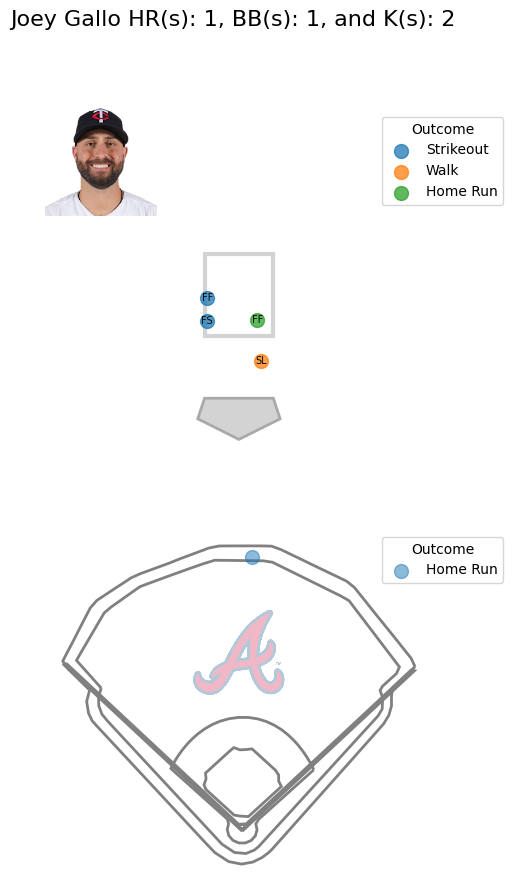 Joey Gallo HR(s): 1, BB(s): 1, and K(s): 2
Outcome
Strikeout
Walk
Home Run
FF
FS
FF
SL
Outcome
Home Run
A
™